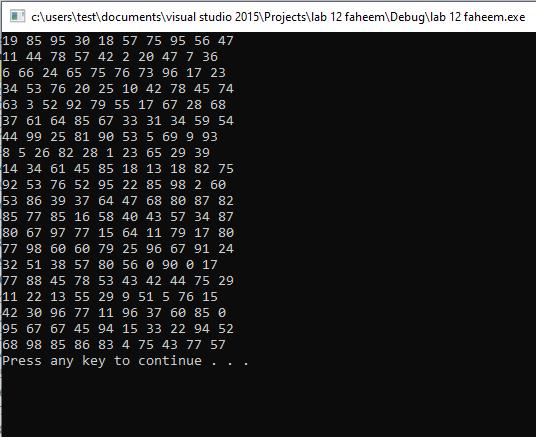 c:\users\test\documents\visual studio 2015\Projects\lab 12 faheem\Debug\lab 12 faheem.exe
19 85 95 30 18 57 75 95 56 47
11 44 78 57 42 2 20 47 7 36
6 66 24 65 75 76 73 96 17 23
34 53 76 20 25 10 42 78 45 74
63 3 52 92 79 55 17 67 28 68
37 61 64 85 67 33 31 34 59 54
44 99 25 81 90 53 5 69 9 93
8 5 26 82 28 1 23 65 29 39
14 34 61 45 85 18 13 18 82 75
92 53 76 52 95 22 85 98 2 60
53 86 39 37 64 47 68 80 87 82
85 77 85 16 58 40 43 57 34 87
80 67 97 77 15 64 11 79 17 80
77 98 60 60 79 25 96 67 91 24
32 51 38 57 80 56 0 90 0 17
77 88 45 78 53 43 42 44 75 29
11 22 13 55 29 9 51 5 76 15
42 30 96 77 11 96 37 60 85 0
95 67 67 45 94 15 33 22 94 52
68 98 85 86 83 4 75 43 77 57
Press any key to continue . . .